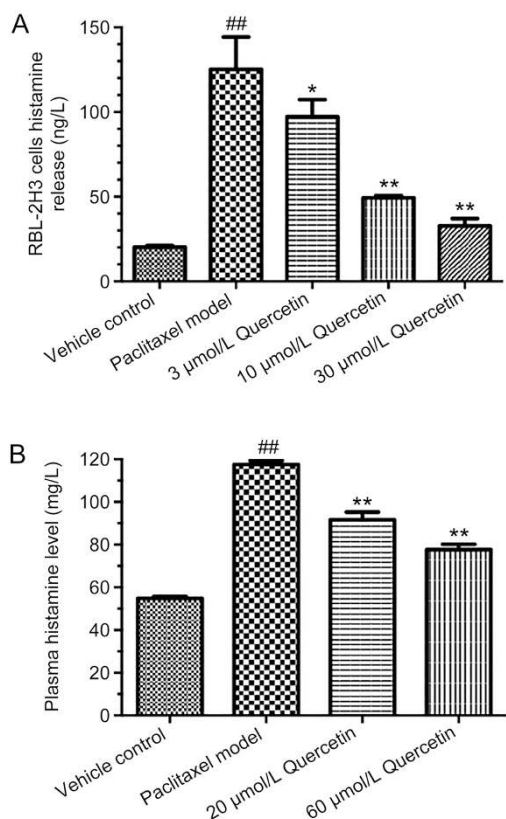 A
RBL-2H3 cells histamine
release (ng/L)
150
100
50
0
##
*
**
**
Vehicle control
Paclitaxel model
3 µmol/L Quercetin
10 µmol/L Quercetin
30 µmol/L Quercetin
B
Plasma histamine level (mg/L)
120
100
80
60
40
20
0
##
**
**
Vehicle control
Paclitaxel model
20 µmol/L Quercetin
60 µmol/L Quercetin